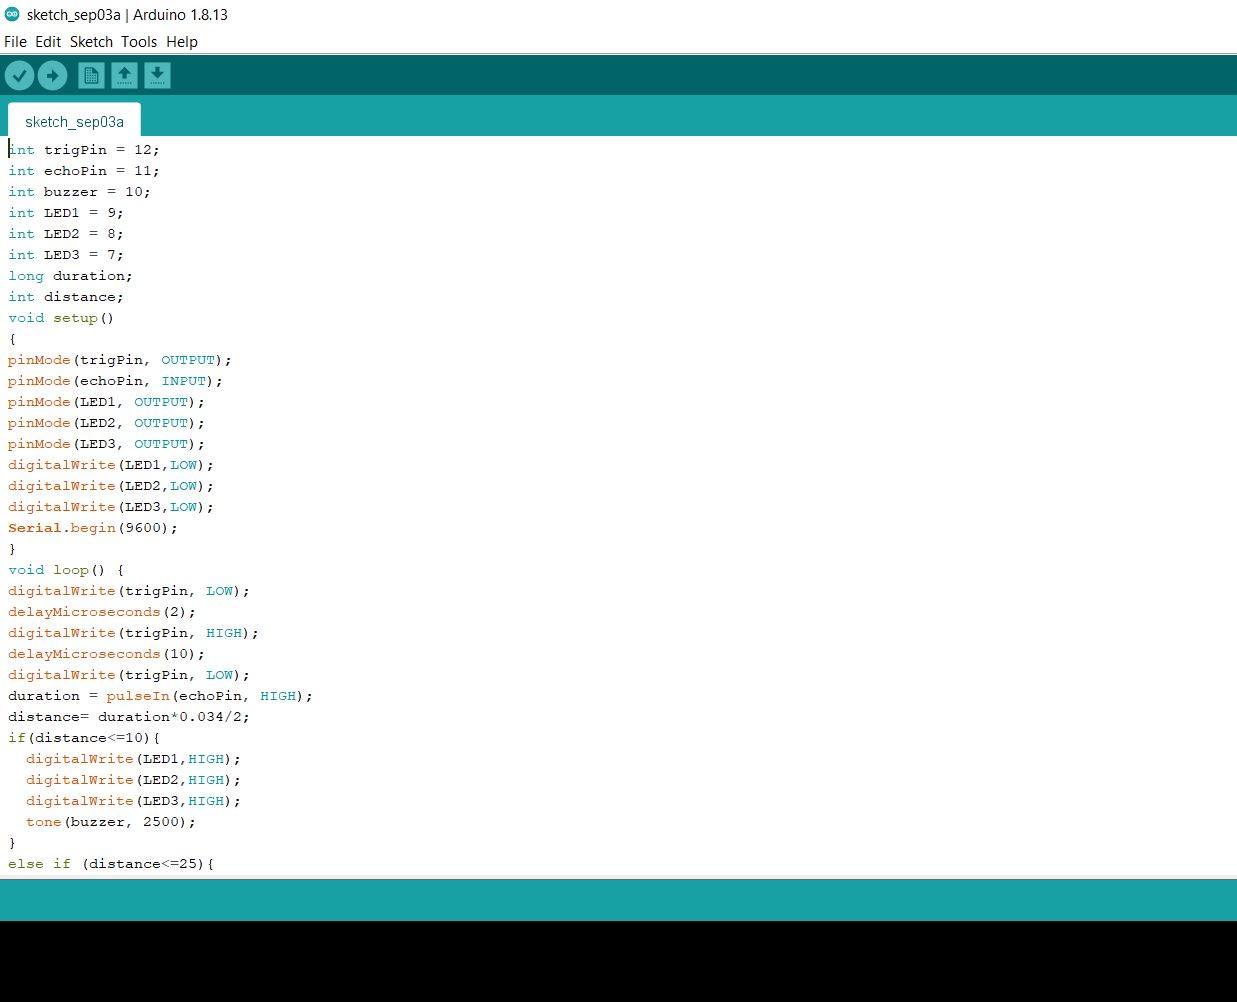 sketch_sep03a | Arduino 1.8.13
File Edit Sketch Tools Help
sketch_sep03a
int trigPin = 12;
int echoPin = 11;
int buzzer = 10;
int LED1 = 9;
int LED2 = 8;
int LED3 = 7;
long duration;
int distance;
void setup()
{
pinMode(trigPin, OUTPUT);
pinMode(echoPin, INPUT);
pinMode(LED1, OUTPUT);
pinMode(LED2, OUTPUT);
pinMode(LED3, OUTPUT);
digitalWrite(LED1,LOW);
digitalWrite(LED2,LOW);
digitalWrite(LED3,LOW);
Serial.begin(9600);
}
void loop() {
digitalWrite(trigPin, LOW);
delayMicroseconds(2);
digitalWrite(trigPin, HIGH);
delayMicroseconds(10);
digitalWrite(trigPin, LOW);
duration = pulseIn(echoPin, HIGH);
distance= duration*0.034/2;
if(distance<=10){
  digitalWrite(LED1,HIGH);
  digitalWrite(LED2,HIGH);
  digitalWrite(LED3,HIGH);
  tone(buzzer, 2500);
}
else if (distance<=25){